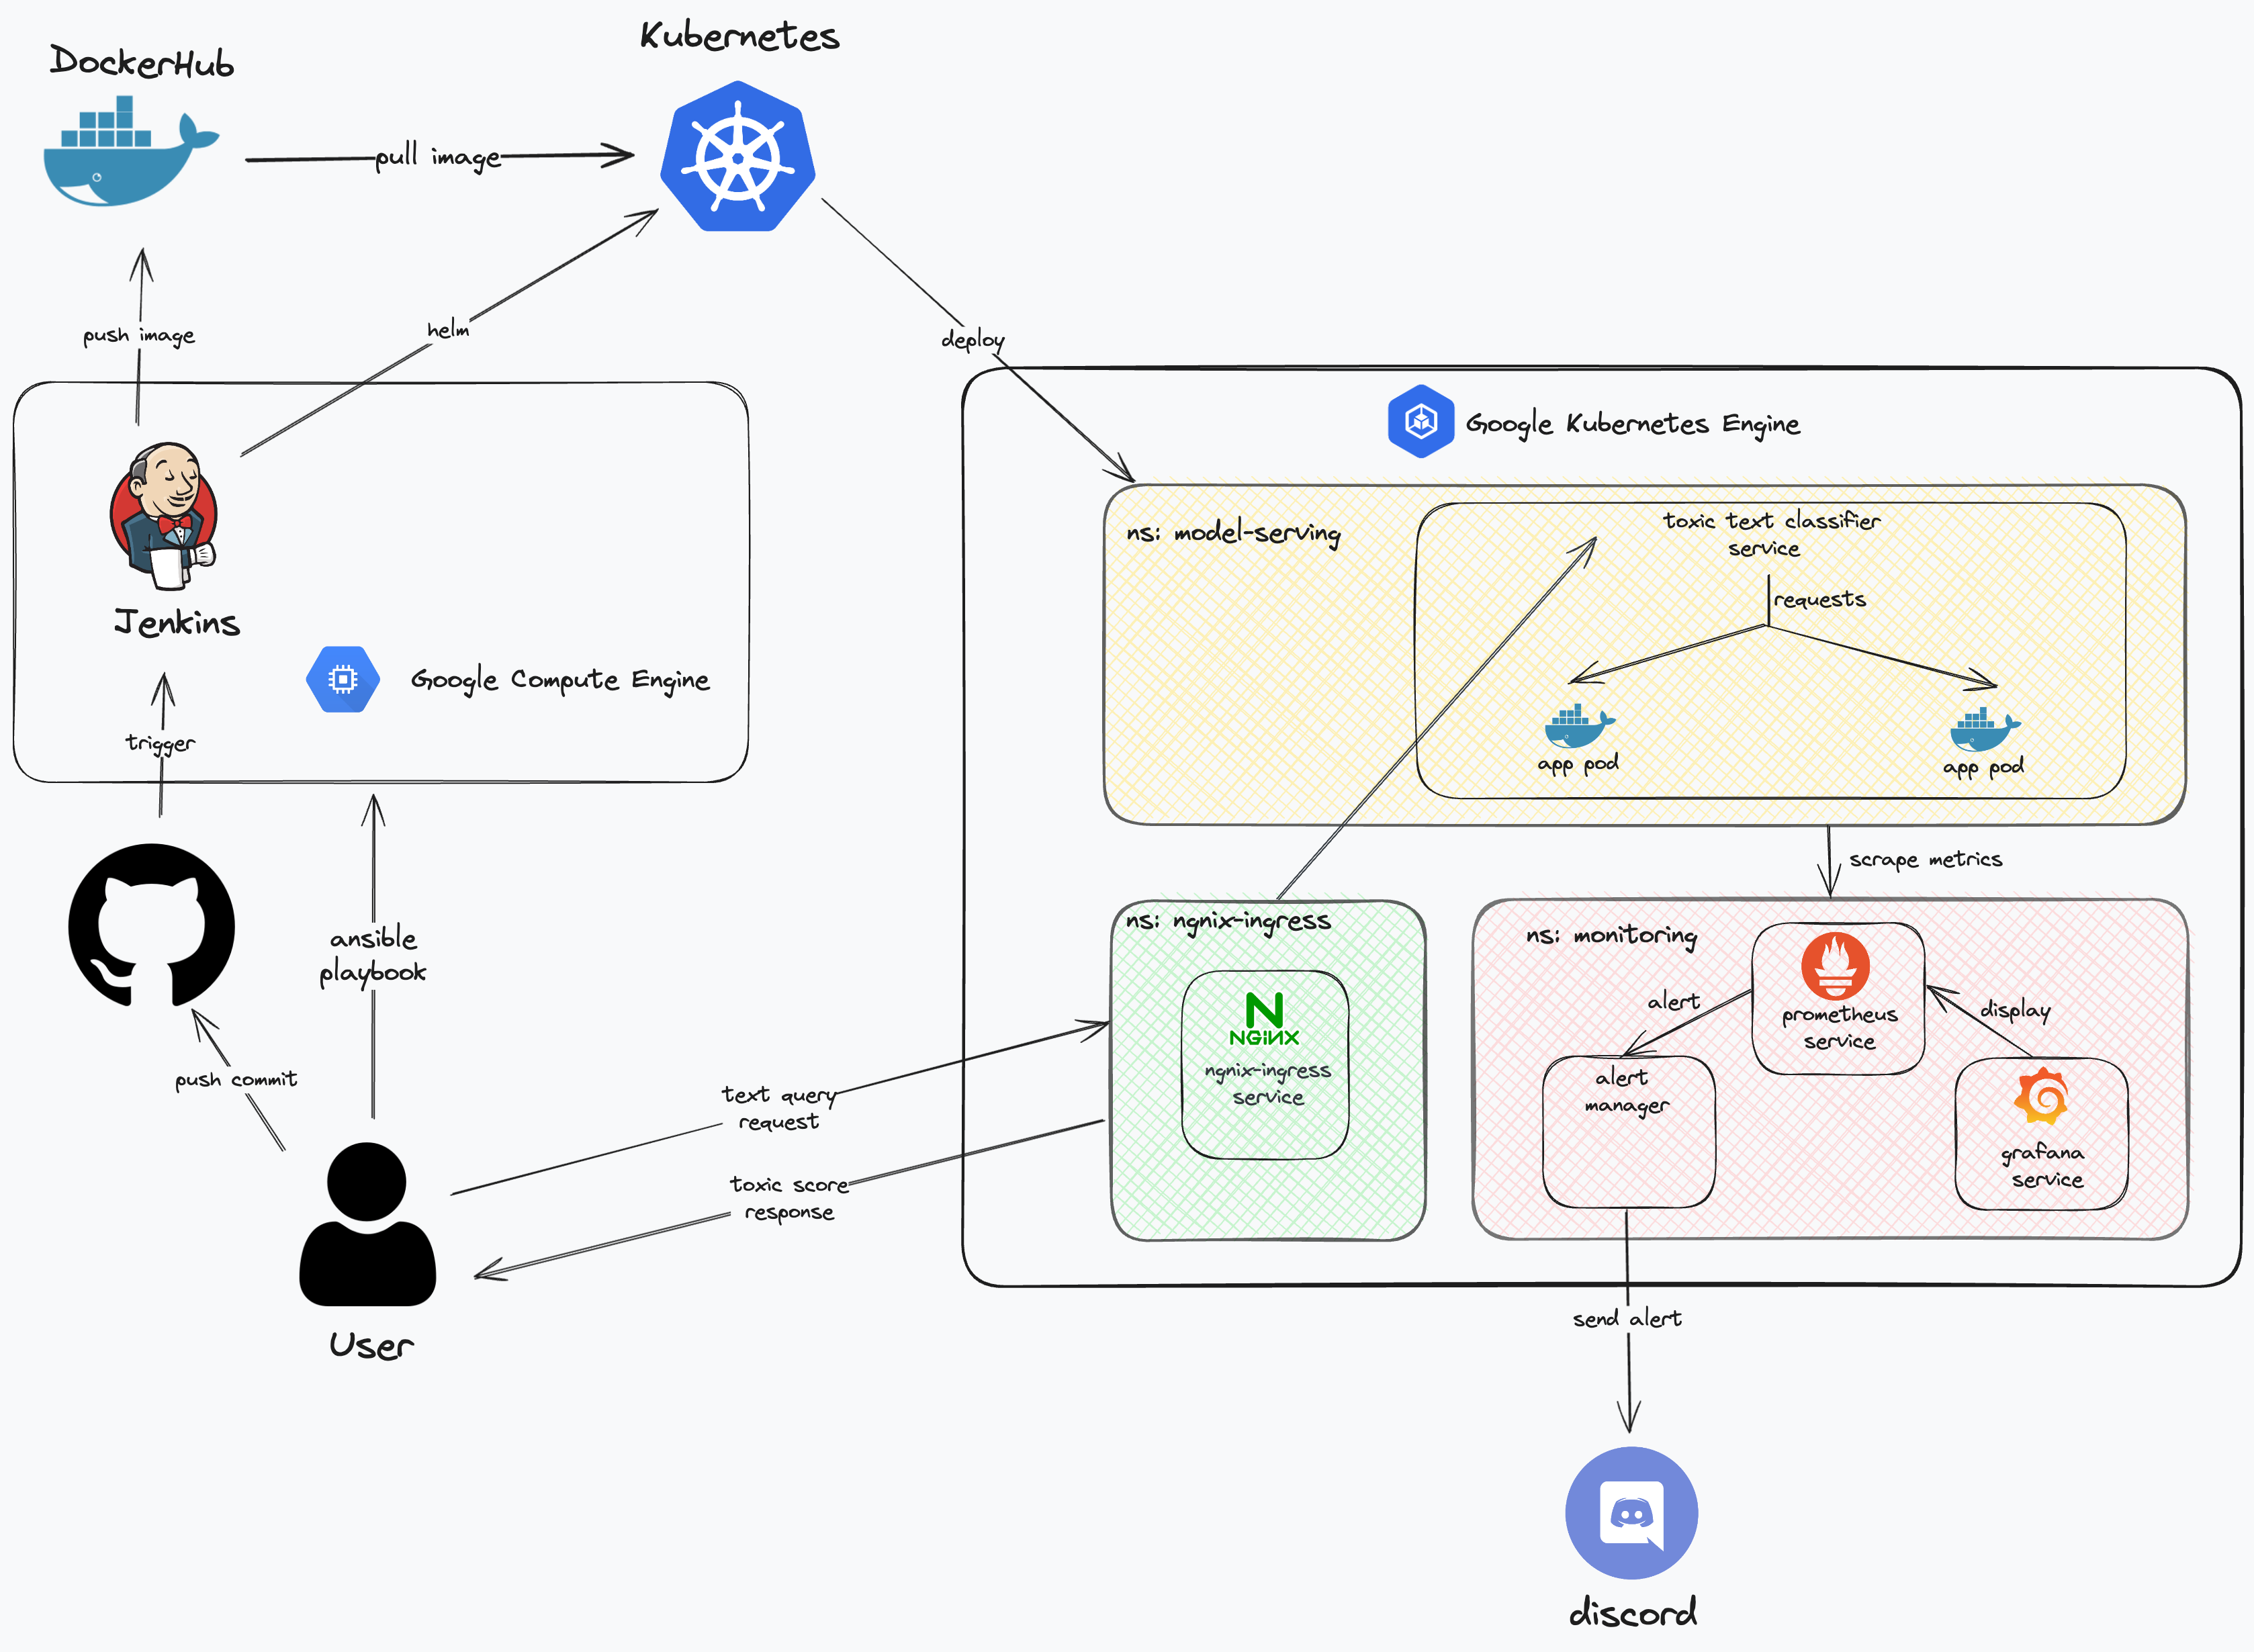 DockerHub
Kubernetes
pull image
push image
helm
deploy
Jenkins
Google Compute Engine
trigger
ansible
playbook
push commit
User
text query
request
toxic score
response
Google Kubernetes Engine
ns: model-serving
toxic text classifier
service
requests
app pod
app pod
scrape metrics
ns: ngnix-ingress
NGINX
ngnix-ingress
service
ns: monitoring
prometheus
service
alert
display
alert
manager
grafana
service
send alert
discord